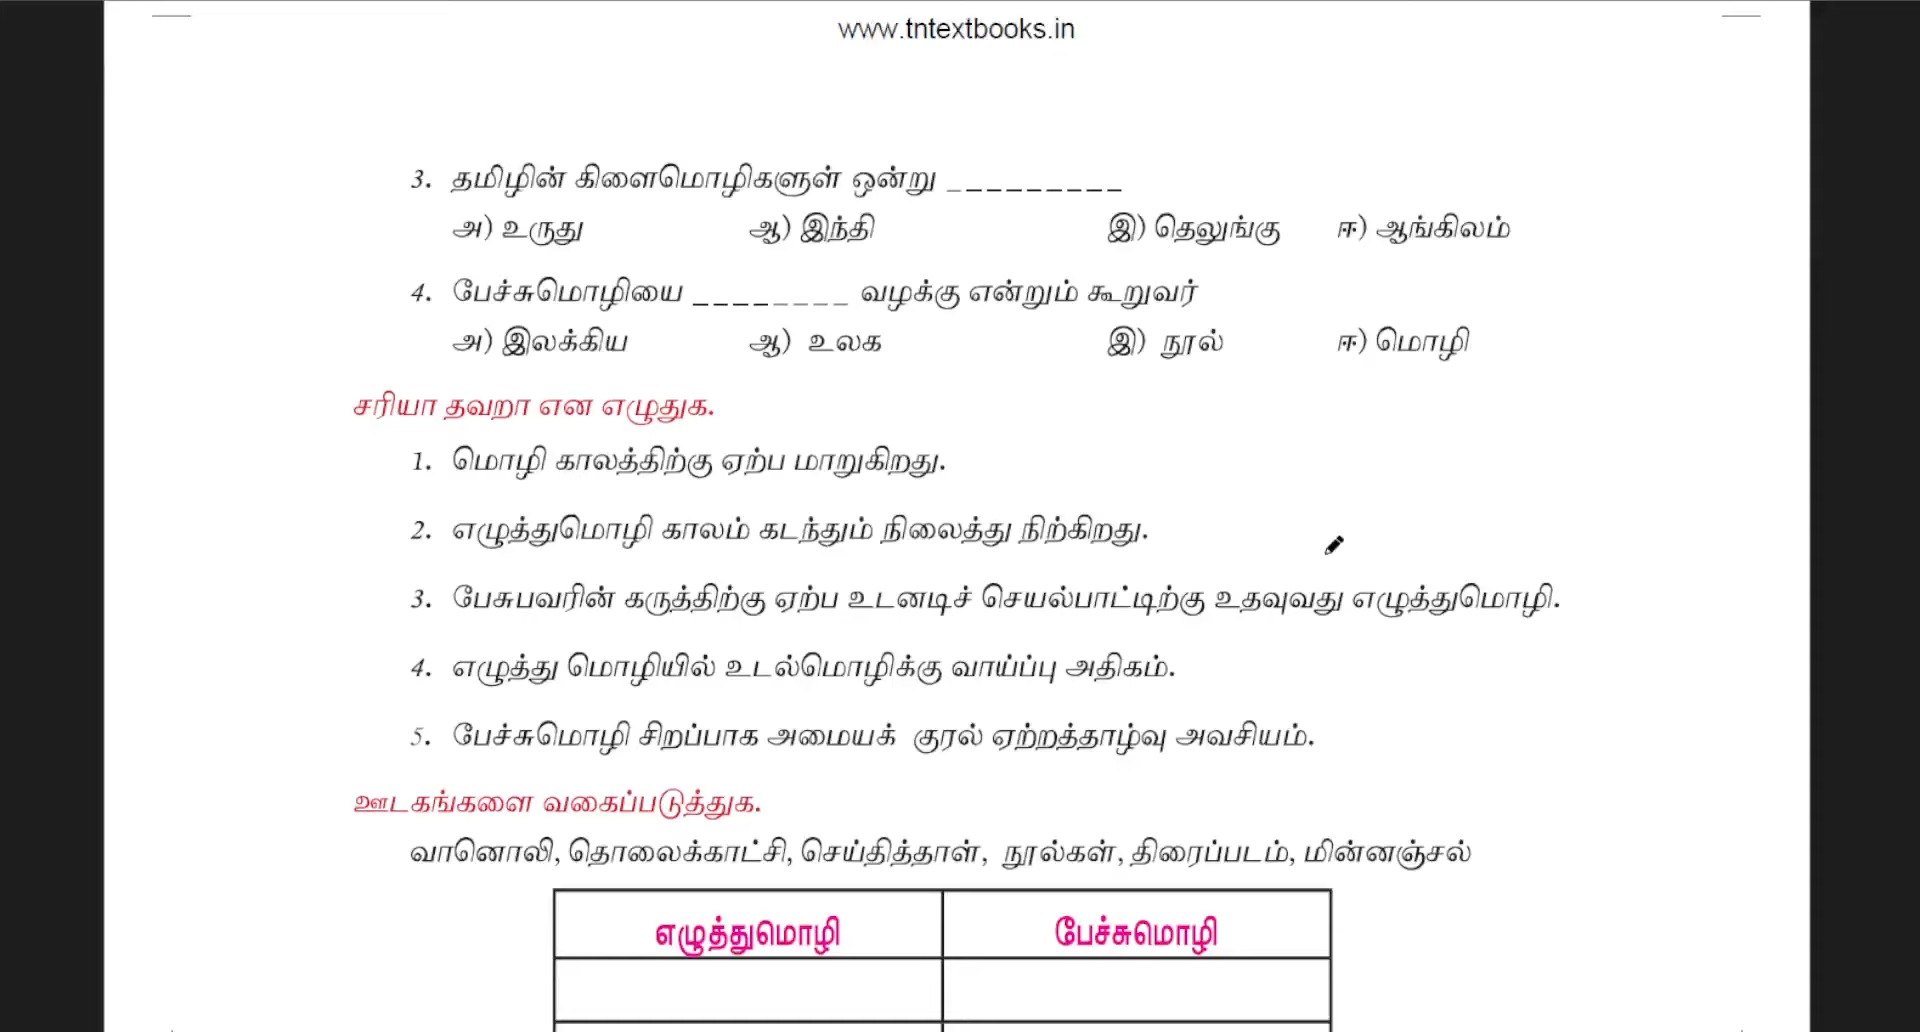 www.tntextbooks.in
3. தமிழின் கிளைமொழிகளுள் ஒன்று _________
அ) உருது ஆ) இந்தி இ) தெலுங்கு ஈ) ஆங்கிலம்
4. பேச்சுமொழியை ________ வழக்கு என்றும் கூறுவர்
அ) இலக்கிய ஆ) உலக இ) நூல் ஈ) மொழி
சரியா தவறா என எழுதுக.
1. மொழி காலத்திற்கு ஏற்ப மாறுகிறது.
2. எழுத்துமொழி காலம் கடந்தும் நிலைத்து நிற்கிறது.
3. பேசுபவரின் கருத்திற்கு ஏற்ப உடனடிச் செயல்பாட்டிற்கு உதவுவது எழுத்துமொழி.
4. எழுத்து மொழியில் உடல்மொழிக்கு வாய்ப்பு அதிகம்.
5. பேச்சுமொழி சிறப்பாக அமையக் குரல் ஏற்றத்தாழ்வு அவசியம்.
ஊடகங்களை வகைப்படுத்துக.
வானொலி, தொலைக்காட்சி, செய்தித்தாள், நூல்கள், திரைப்படம், மின்னஞ்சல்
எழுத்துமொழி பேச்சுமொழி